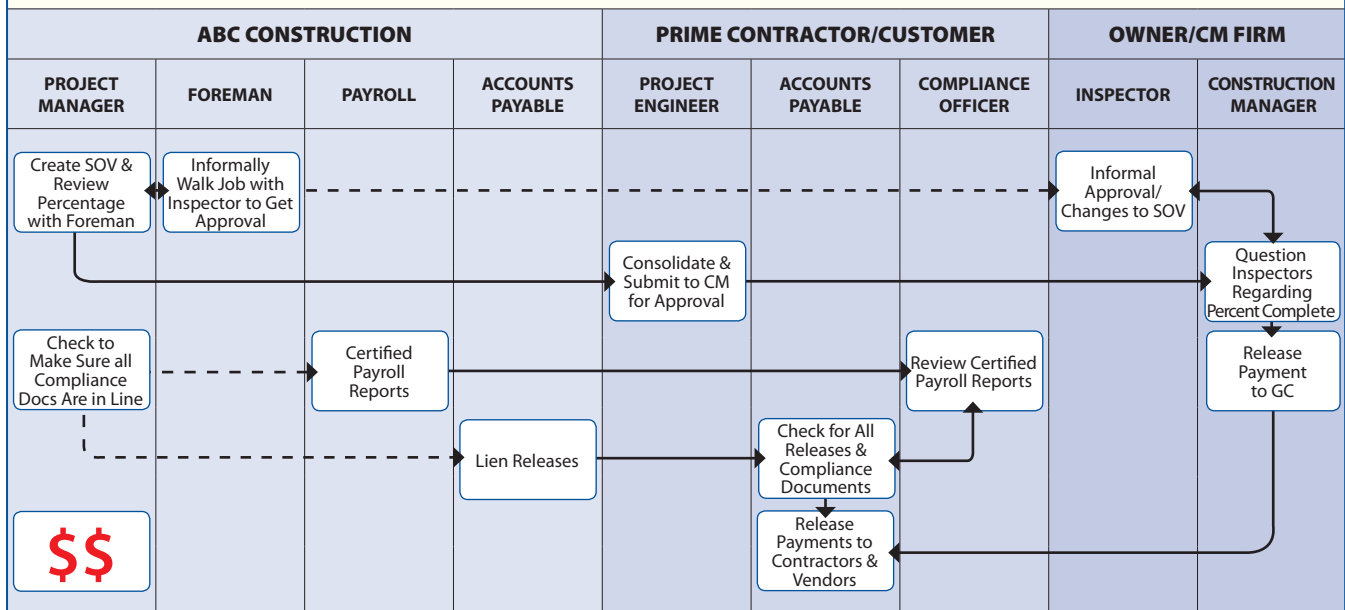 ABC CONSTRUCTION
PRIME CONTRACTOR/CUSTOMER
OWNER/CM FIRM
PROJECT
MANAGER
FOREMAN
PAYROLL
ACCOUNTS
PAYABLE
PROJECT
ENGINEER
ACCOUNTS
PAYABLE
COMPLIANCE
OFFICER
INSPECTOR
CONSTRUCTION
MANAGER
Create SOV &
Review
Percentage
with Foreman
Informally
Walk Job with
Inspector to Get
Approval
Informal
Approval/
Changes to SOV
Consolidate &
Submit to CM
for Approval
Question
Inspectors
Regarding
Percent Complete
Check to
Make Sure all
Compliance
Docs Are in Line
Certified
Payroll
Reports
Review Certified
Payroll Reports
Release
Payment
to GC
Lien Releases
Check for All
Releases &
Compliance
Documents
$$
Release
Payments to
Contractors &
Vendors